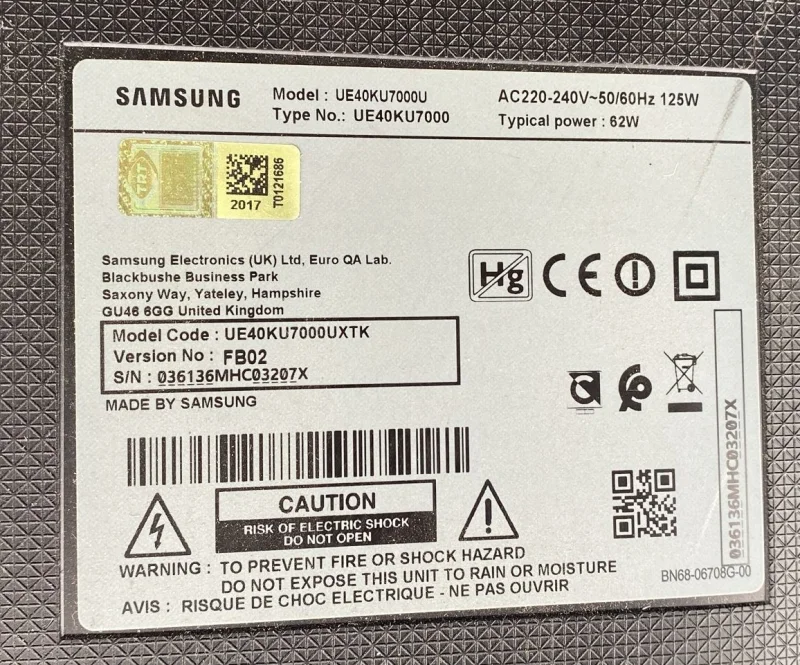 SAMSUNG
Model : UE40KU7000U
Type No.: UE40KU7000
AC220-240V~50/60Hz 125W
Typical power : 62W
TRT
2017
T0121686
Samsung Electronics (UK) Ltd, Euro QA Lab.
Blackbushe Business Park
Saxony Way, Yateley, Hampshire
GU46 6GG United Kingdom
Hg
CE
Model Code : UE40KU7000UXTK
Version No : FB02
S/N : 036136MHC03207X
MADE BY SAMSUNG
036136MHC03207X
CAUTION
RISK OF ELECTRIC SHOCK
DO NOT OPEN
WARNING : TO PREVENT FIRE OR SHOCK HAZARD
DO NOT EXPOSE THIS UNIT TO RAIN OR MOISTURE
AVIS : RISQUE DE CHOC ELECTRIQUE - NE PAS OUVRIR
BN68-06708G-00